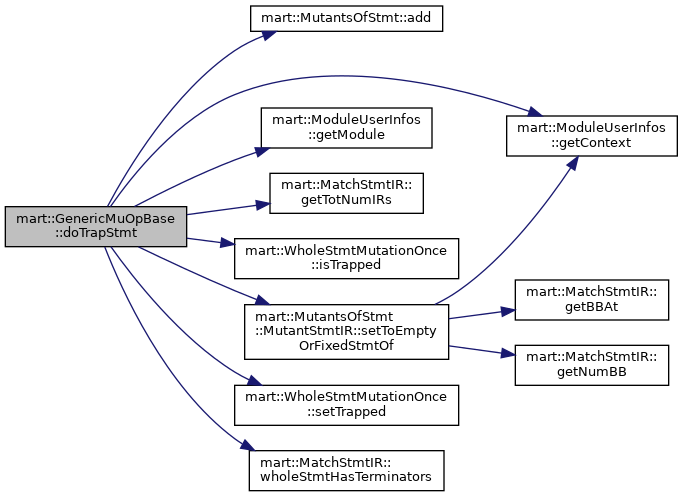 mart::MutantsOfStmt::add
mart::ModuleUserInfos
::getModule
mart::ModuleUserInfos
::getContext
mart::MatchStmtIR::
getTotNumIRs
mart::GenericMuOpBase
::doTrapStmt
mart::WholeStmtMutationOnce
::isTrapped
mart::MatchStmtIR::
getBBAt
mart::MutantsOfStmt
::MutantStmtIR::setToEmpty
OrFixedStmtOf
mart::MatchStmtIR::
getNumBB
mart::WholeStmtMutationOnce
::setTrapped
mart::MatchStmtIR::
wholeStmtHasTerminators